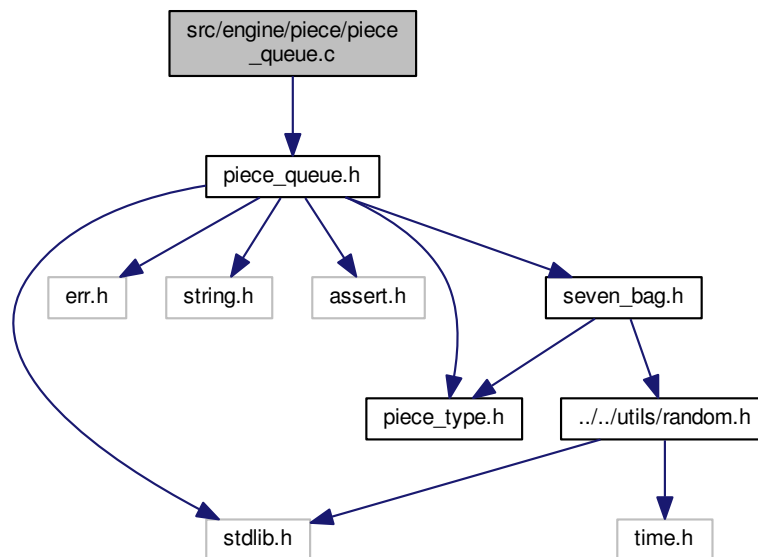 src/engine/piece/piece
_queue.c
piece_queue.h
err.h
string.h
assert.h
seven_bag.h
piece_type.h
../../utils/random.h
stdlib.h
time.h